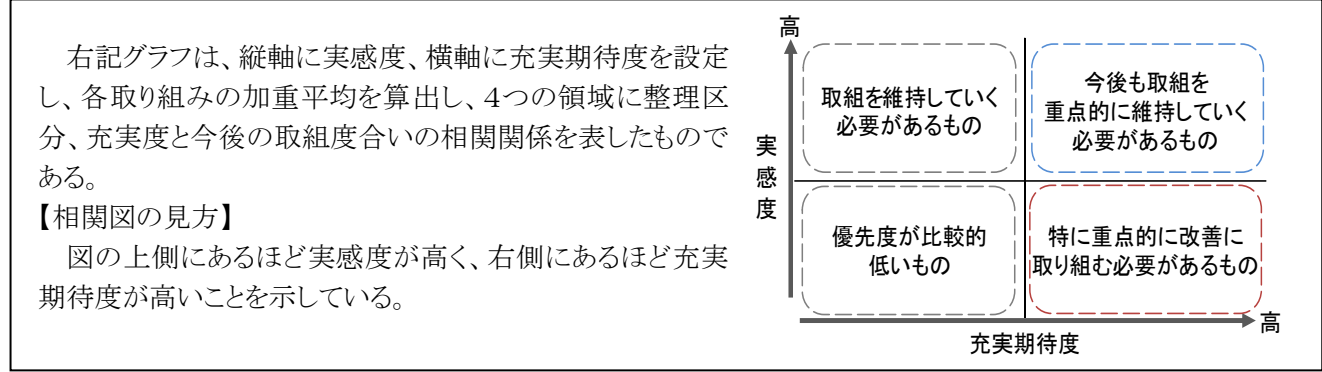 右記グラフは、縦軸に実感度、横軸に充実期待度を設定
し、各取り組みの加重平均を算出し、4つの領域に整理区
分、充実度と今後の取組度合いの相関関係を表したもので
ある。
【相関図の見方】
図の上側にあるほど実感度が高く、右側にあるほど充実
期待度が高いことを示している。
高
実感度
取組を維持していく
必要があるもの
今後も取組を
重点的に維持していく
必要があるもの
優先度が比較的
低いもの
特に重点的に改善に
取り組む必要があるもの
高
充実期待度